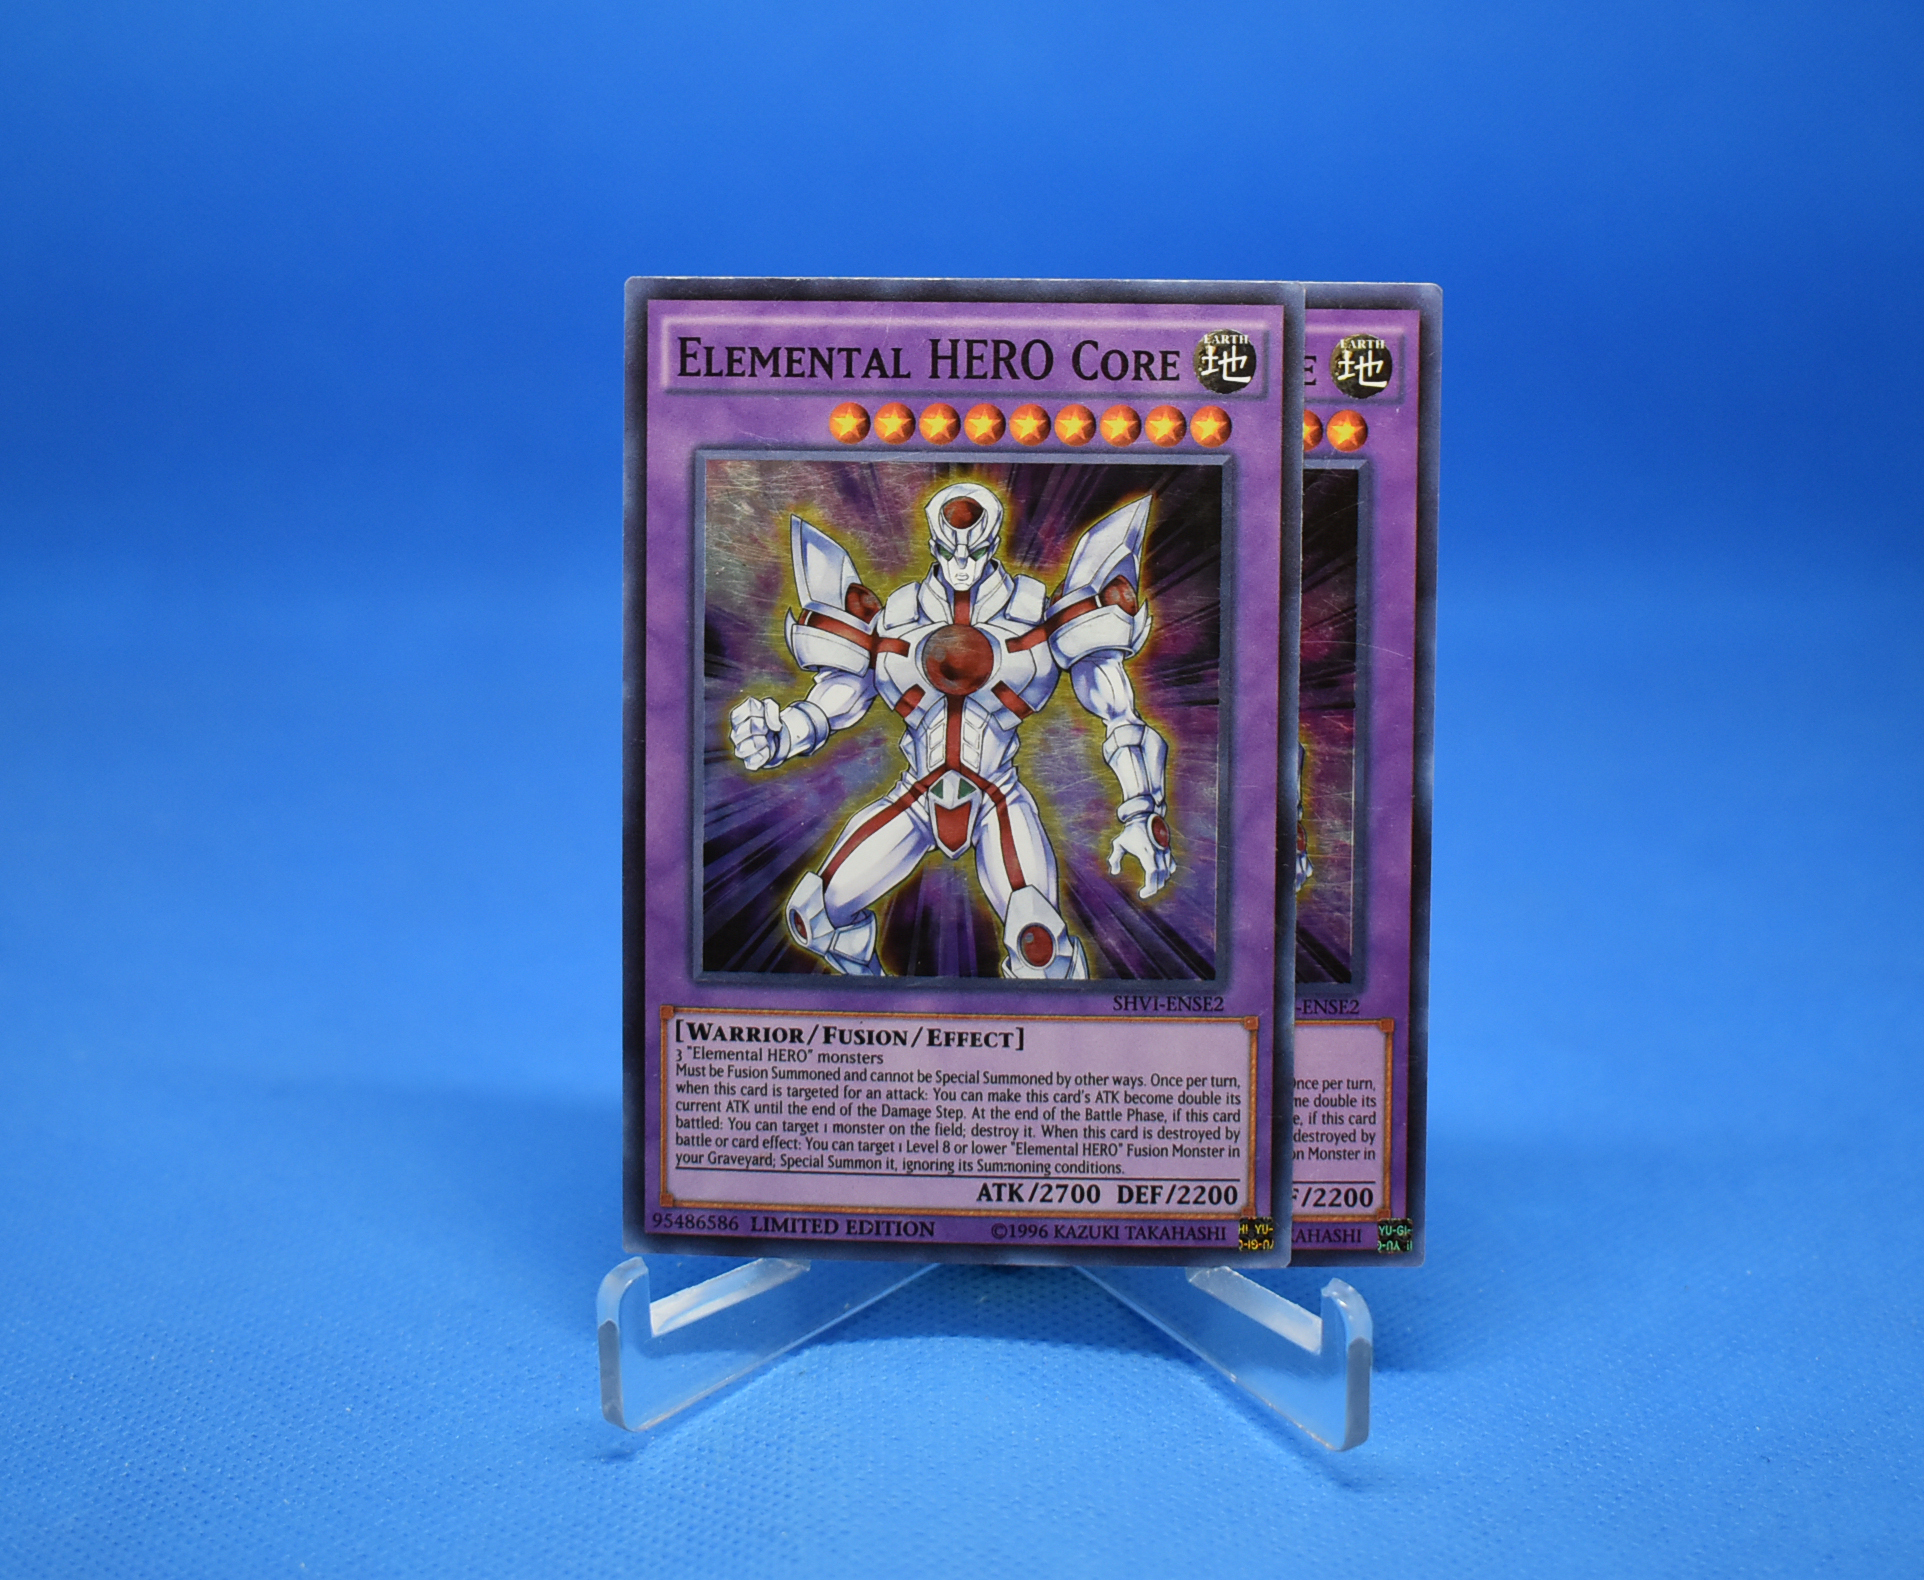 ELEMENTAL HERO CORE
EARTH
地
E
EARTH
地
SHVI-ENSE2
-ENSE2
[WARRIOR/FUSION/EFFECT]
3 "Elemental HERO" monsters
Must be Fusion Summoned and cannot be Special Summoned by other ways. Once per turn,
when this card is targeted for an attack: You can make this card's ATK become double its
current ATK until the end of the Damage Step. At the end of the Battle Phase, if this card
battled: You can target 1 monster on the field; destroy it. When this card is destroyed by
battle or card effect: You can target 1 Level 8 or lower "Elemental HERO" Fusion Monster in
your Graveyard; Special Summon it, ignoring its Summoning conditions.
ATK/2700 DEF/2200
95486586 LIMITED EDITION ©1996 KAZUKI TAKAHASHI
Once per turn,
me double its
e, if this card
destroyed by
on Monster in
F/2200
KAHASHI
YU-GI-